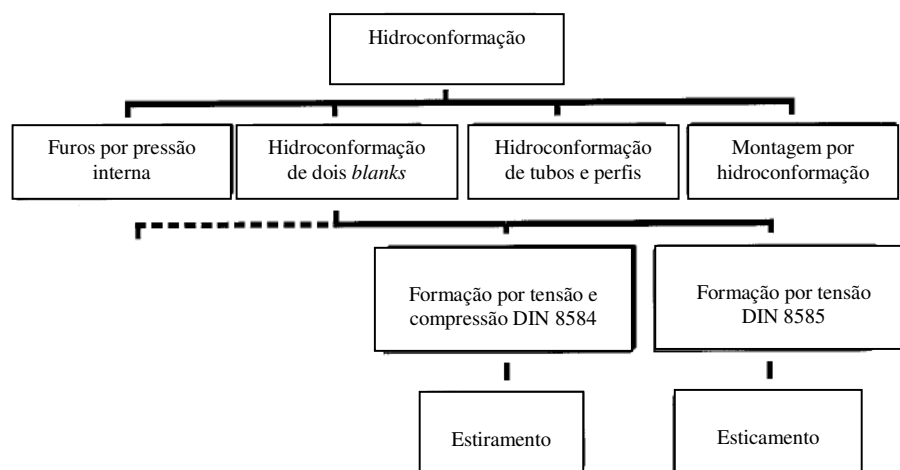 Hidroconformação
Furos por pressão
interna
Hidroconformação
de dois blanks
Hidroconformação
de tubos e perfis
Montagem por
hidroconformação
Formação por tensão e
compressão DIN 8584
Formação por tensão
DIN 8585
Estiramento
Esticamento